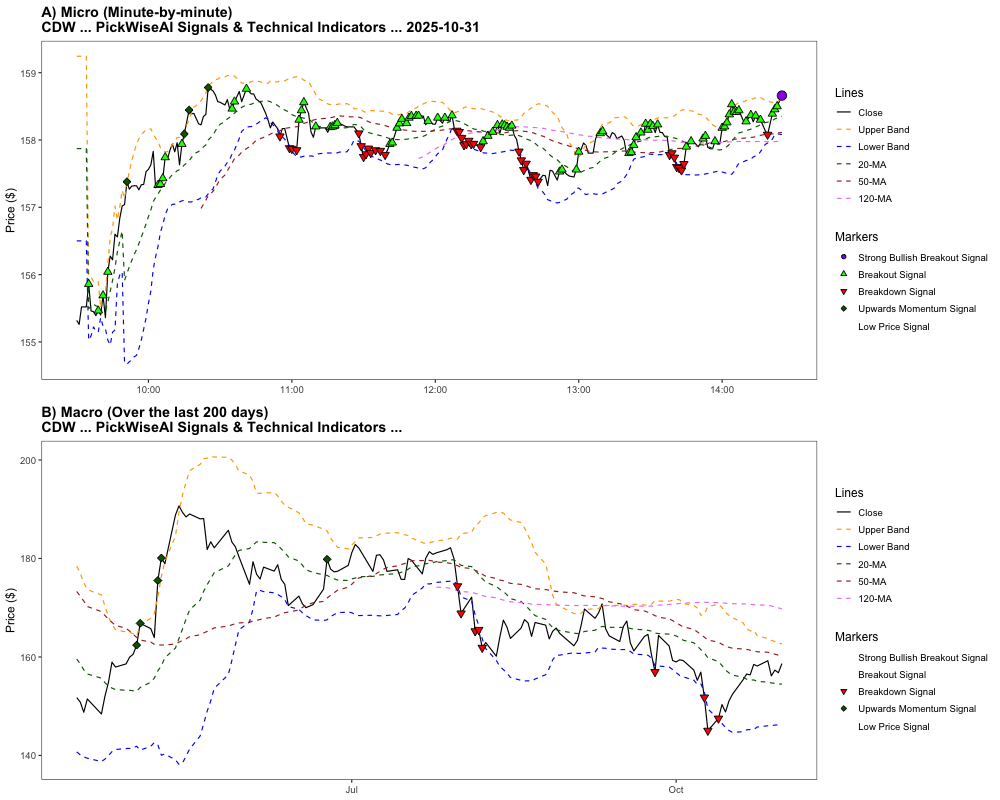 A) Micro (Minute-by-minute)
CDW ... PickWiseAI Signals & Technical Indicators ... 2025-10-31
Price ($)
159
158
157
156
155
10:00
11:00
12:00
13:00
14:00
Lines
Close
Upper Band
Lower Band
20-MA
50-MA
120-MA
Markers
Strong Bullish Breakout Signal
Breakout Signal
Breakdown Signal
Upwards Momentum Signal
Low Price Signal
B) Macro (Over the last 200 days)
CDW ... PickWiseAI Signals & Technical Indicators ...
Price ($)
200
180
160
140
Jul
Oct
Lines
Close
Upper Band
Lower Band
20-MA
50-MA
120-MA
Markers
Strong Bullish Breakout Signal
Breakout Signal
Breakdown Signal
Upwards Momentum Signal
Low Price Signal